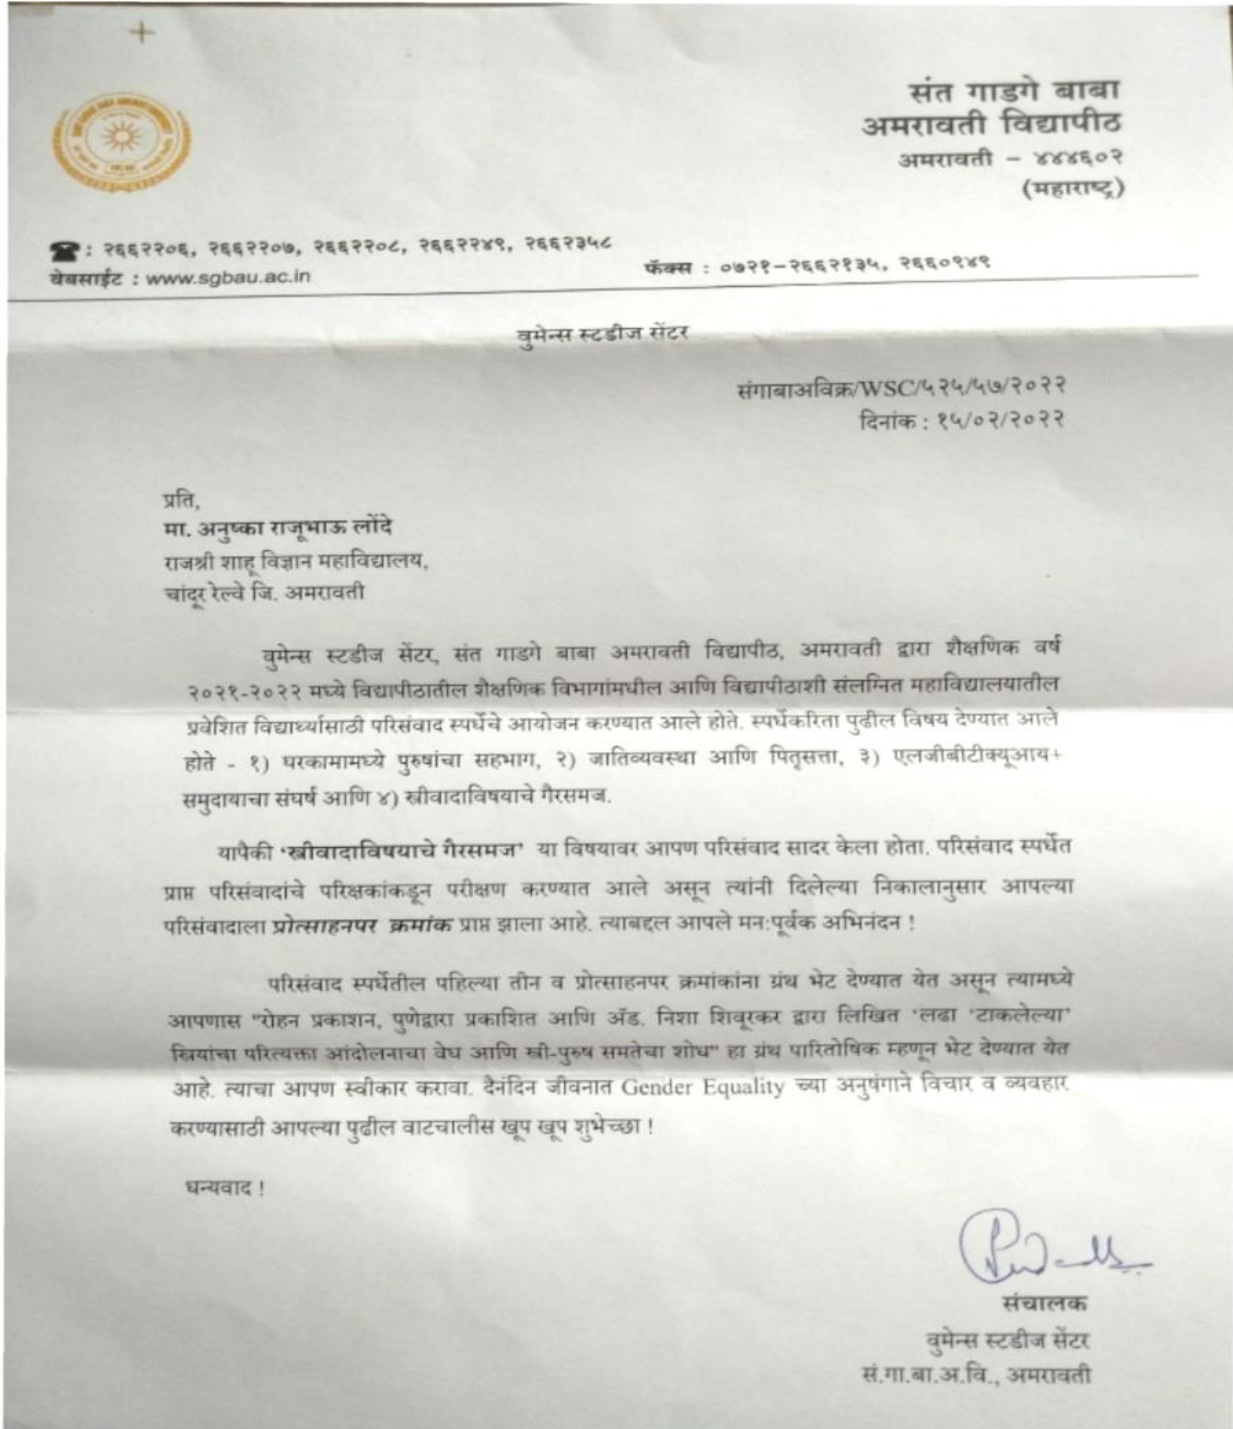 संत गाडगे बाबा
अमरावती विद्यापीठ
अमरावती – ४४४६०२
(महाराष्ट्र)
☎ : २६६२२०६, २६६२२०७, २६६२२०८, २६६२२४९, २६६२३५८
वेबसाईट : www.sgbau.ac.in
फॅक्स : ०७२१–२६६२१३५, २६६०९४९
वुमेन्स स्टडीज सेंटर
संगाबाअविक्र/WSC/५२५/५७/२०२२
दिनांक : १५/०२/२०२२
प्रति,
मा. अनुष्का राजूभाऊ लोंदे
राजश्री शाहू विज्ञान महाविद्यालय,
चांदूर रेल्वे जि. अमरावती
वुमेन्स स्टडीज सेंटर, संत गाडगे बाबा अमरावती विद्यापीठ, अमरावती द्वारा शैक्षणिक वर्ष
२०२१-२०२२ मध्ये विद्यापीठातील शैक्षणिक विभागांमधील आणि विद्यापीठाशी संलग्नित महाविद्यालयातील
प्रवेशित विद्यार्थ्यांसाठी परिसंवाद स्पर्धेचे आयोजन करण्यात आले होते. स्पर्धेकरिता पुढील विषय देण्यात आले
होते - १) घरकामामध्ये पुरुषांचा सहभाग, २) जातिव्यवस्था आणि पितृसत्ता, ३) एलजीबीटीक्यूआय+
समुदायाचा संघर्ष आणि ४) स्त्रीवादाविषयाचे गैरसमज.
यापैकी ‘स्त्रीवादाविषयाचे गैरसमज’ या विषयावर आपण परिसंवाद सादर केला होता. परिसंवाद स्पर्धेत
प्राप्त परिसंवादांचे परिक्षकांकडून परीक्षण करण्यात आले असून त्यांनी दिलेल्या निकालानुसार आपल्या
परिसंवादाला प्रोत्साहनपर क्रमांक प्राप्त झाला आहे. त्याबद्दल आपले मन:पूर्वक अभिनंदन !
परिसंवाद स्पर्धेतील पहिल्या तीन व प्रोत्साहनपर क्रमांकांना ग्रंथ भेट देण्यात येत असून त्यामध्ये
आपणास "रोहन प्रकाशन, पुणेद्वारा प्रकाशित आणि ॲड. निशा शिवूरकर द्वारा लिखित ‘लढा ‘टाकलेल्या’
स्त्रियांचा परित्यक्ता आंदोलनाचा वेध आणि स्त्री-पुरुष समतेचा शोध" हा ग्रंथ पारितोषिक म्हणून भेट देण्यात येत
आहे. त्याचा आपण स्वीकार करावा. दैनंदिन जीवनात Gender Equality च्या अनुषंगाने विचार व व्यवहार
करण्यासाठी आपल्या पुढील वाटचालीस खूप खूप शुभेच्छा !
धन्यवाद !
संचालक
वुमेन्स स्टडीज सेंटर
सं.गा.बा.अ.वि., अमरावती